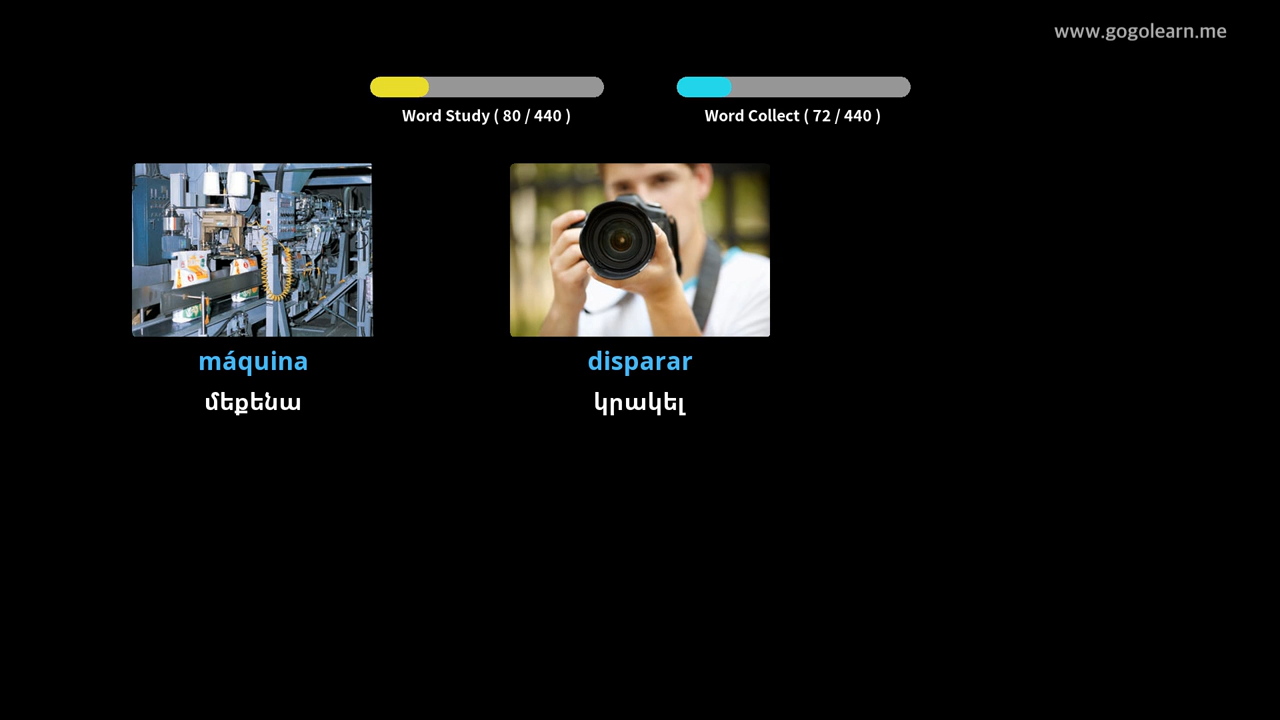 www.gogolearn.me
Word Study ( 80 / 440 )
Word Collect ( 72 / 440 )
máquina
disparar
մեքենա
կրակել